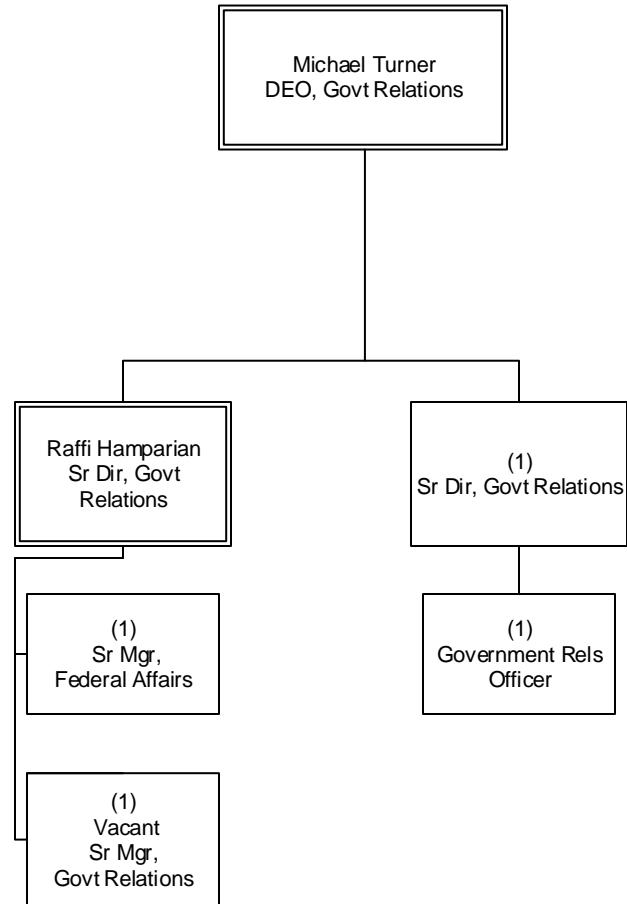 Michael Turner
DEO, Govt Relations
Raffi Hamparian
Sr Dir, Govt
Relations
(1)
Sr Dir, Govt Relations
(1)
Sr Mgr,
Federal Affairs
(1)
Government Rels
Officer
(1)
Vacant
Sr Mgr,
Govt Relations